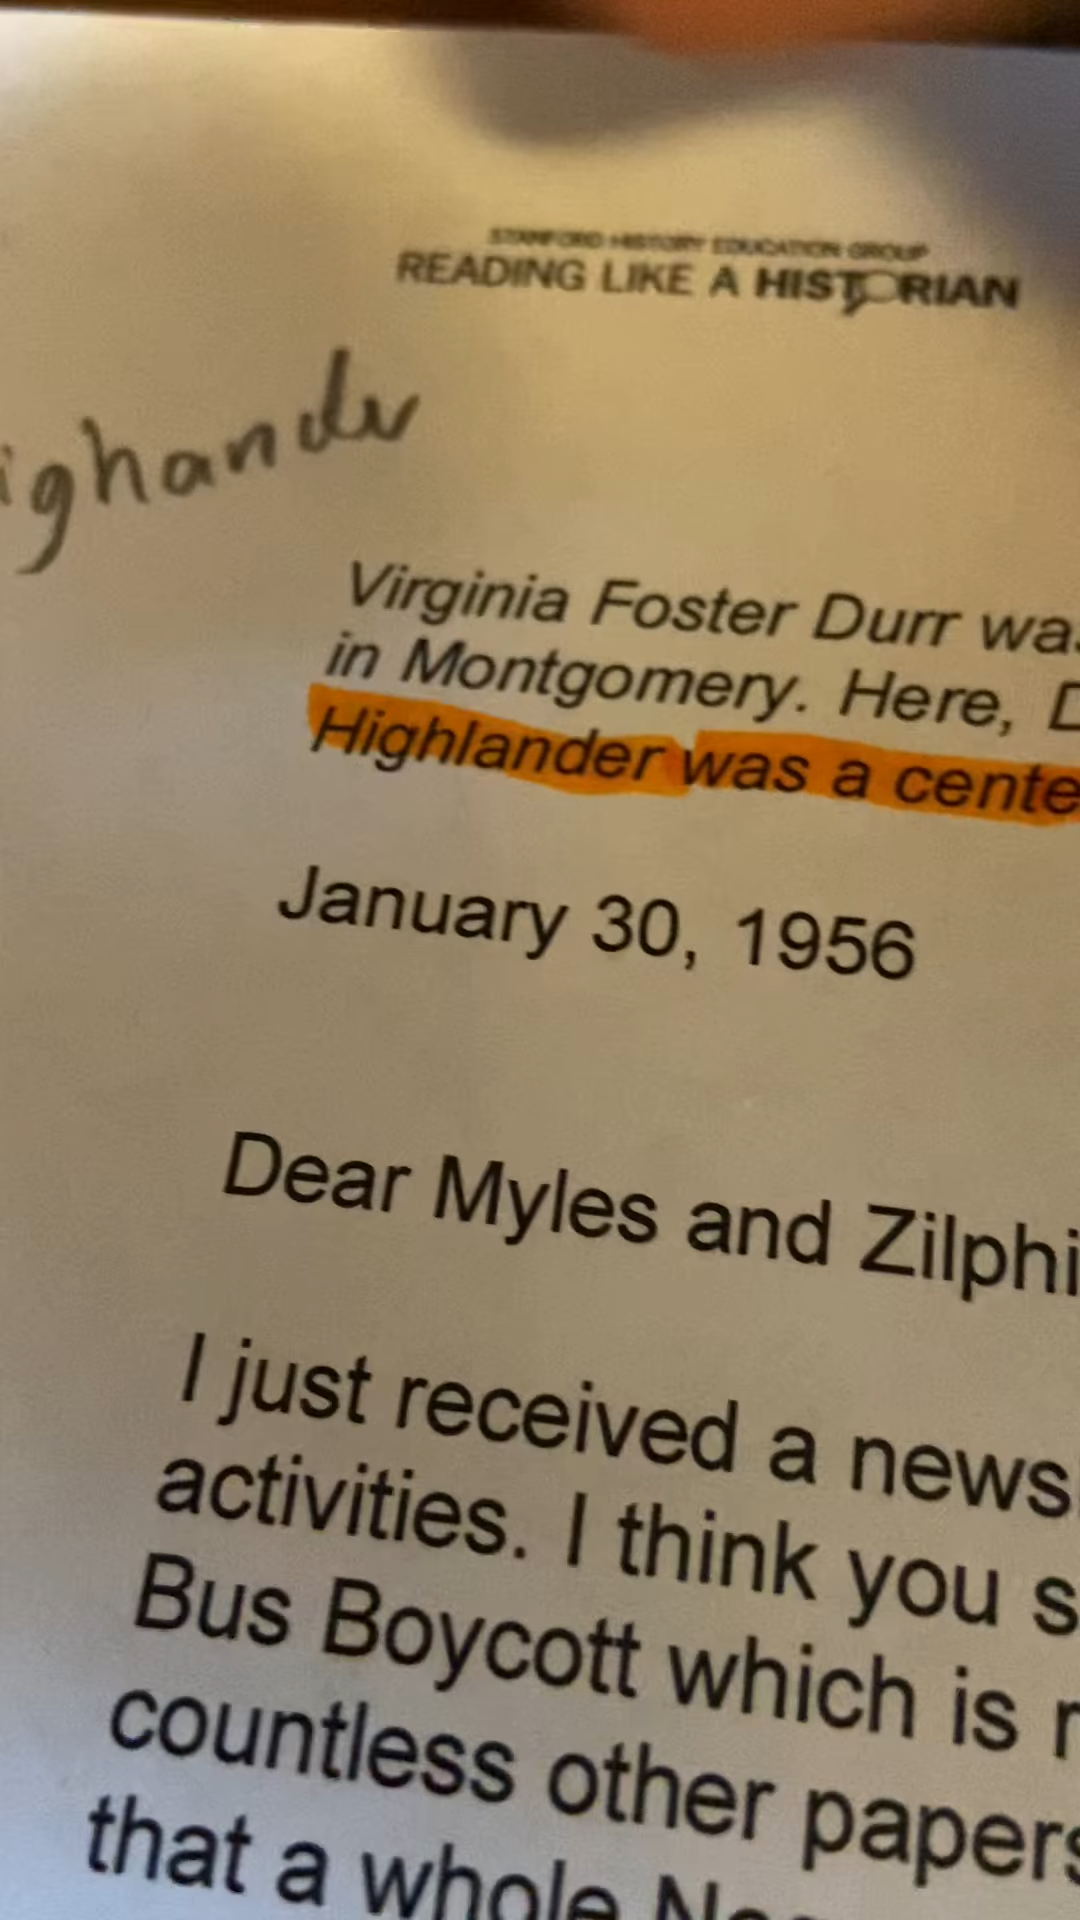 STANFORD HISTORY EDUCATION GROUP
READING LIKE A HISTORIAN
ighander
Virginia Foster Durr was
in Montgomery. Here, D
Highlander was a cente
January 30, 1956
Dear Myles and Zilphi
I just received a news
activities. I think you s
Bus Boycott which is r
countless other papers
that a whole